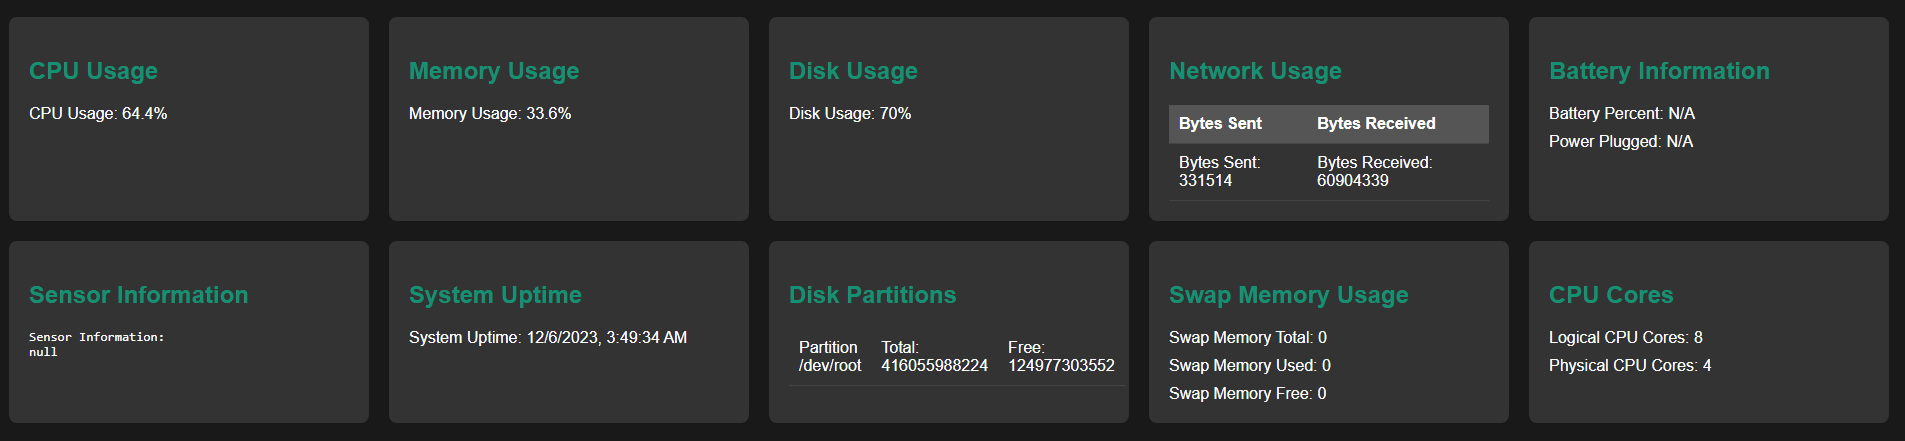 CPU Usage
CPU Usage: 64.4%
Memory Usage
Memory Usage: 33.6%
Disk Usage
Disk Usage: 70%
Network Usage
Bytes Sent Bytes Received
Bytes Sent: Bytes Received:
331514 60904339
Battery Information
Battery Percent: N/A
Power Plugged: N/A
Sensor Information
Sensor Information:
null
System Uptime
System Uptime: 12/6/2023, 3:49:34 AM
Disk Partitions
Partition Total: Free:
/dev/root 416055988224 124977303552
Swap Memory Usage
Swap Memory Total: 0
Swap Memory Used: 0
Swap Memory Free: 0
CPU Cores
Logical CPU Cores: 8
Physical CPU Cores: 4